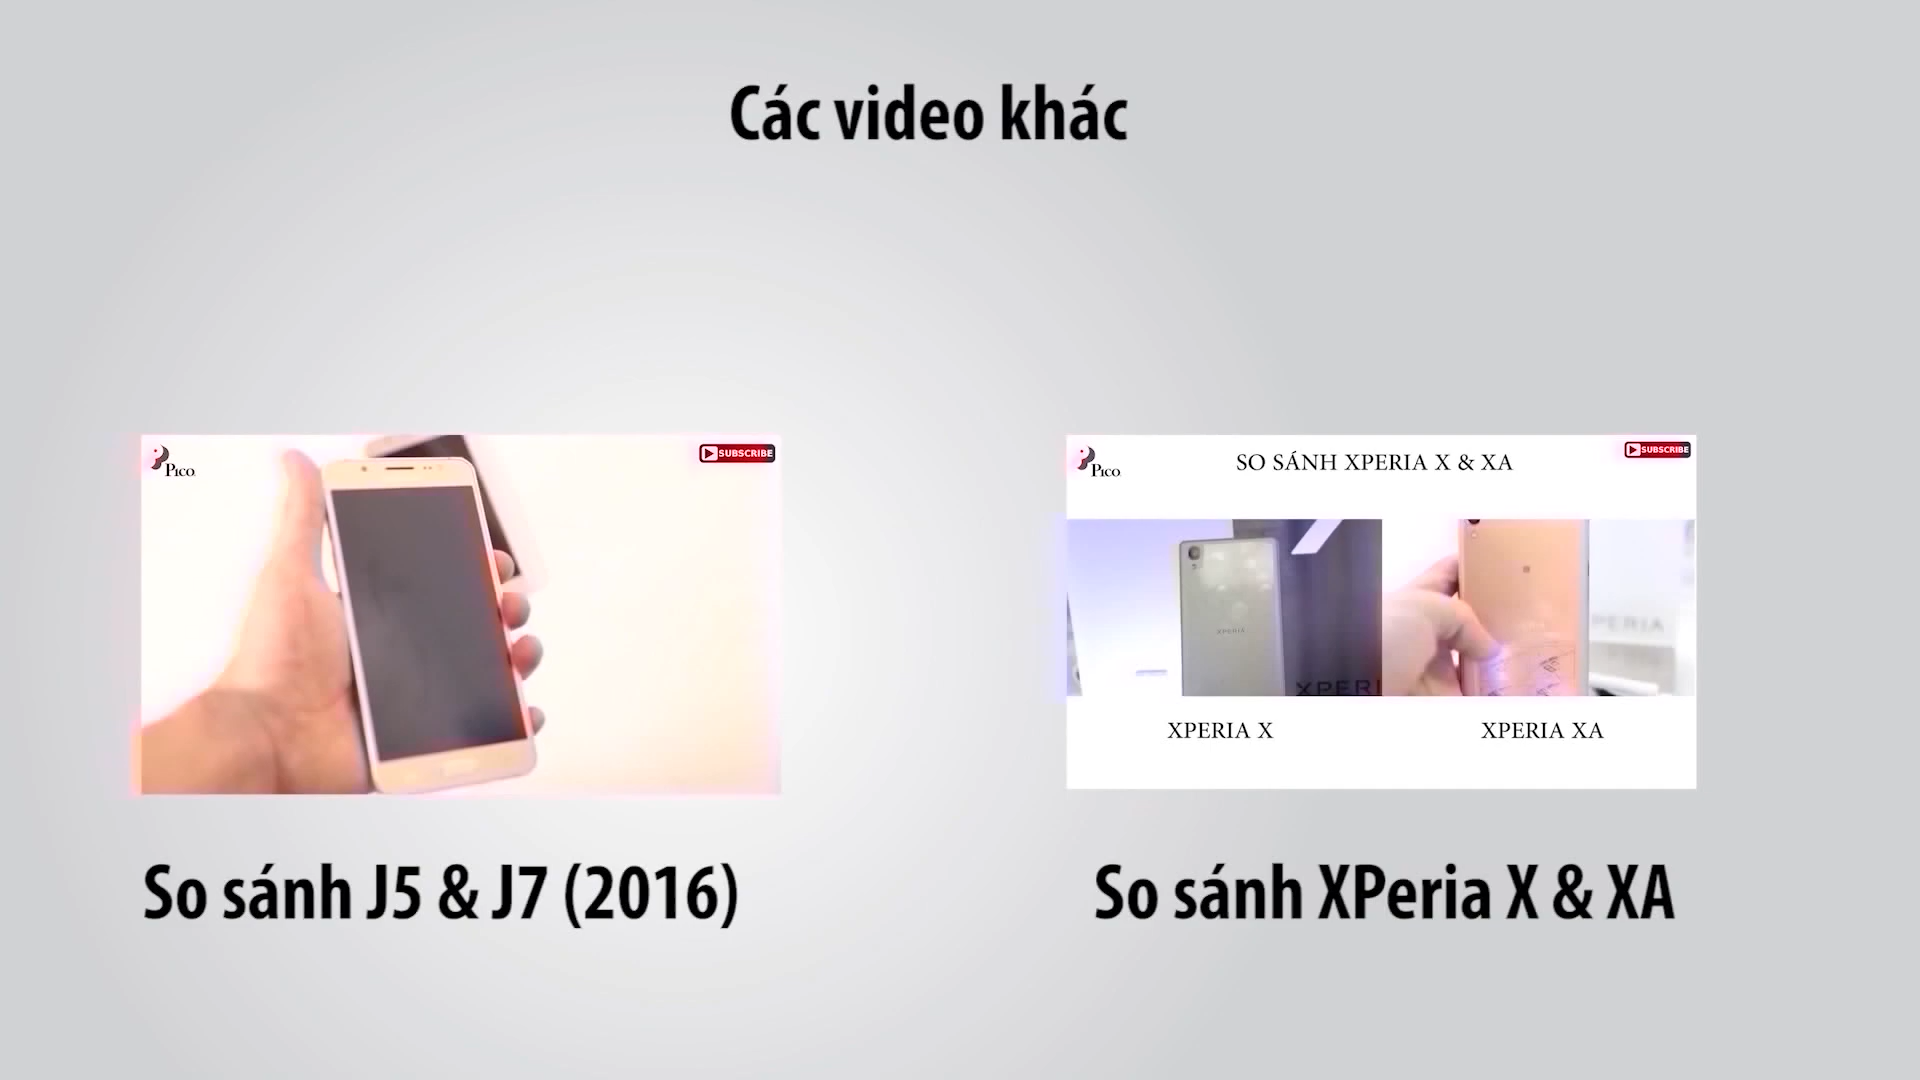 Các video khác
Pico
SUBSCRIBE
Pico
SO SÁNH XPERIA X & XA
SUBSCRIBE
XPERIA
PERIA
XPERI
XPERIA X
XPERIA XA
So sánh J5 & J7 (2016)
So sánh XPeria X & XA